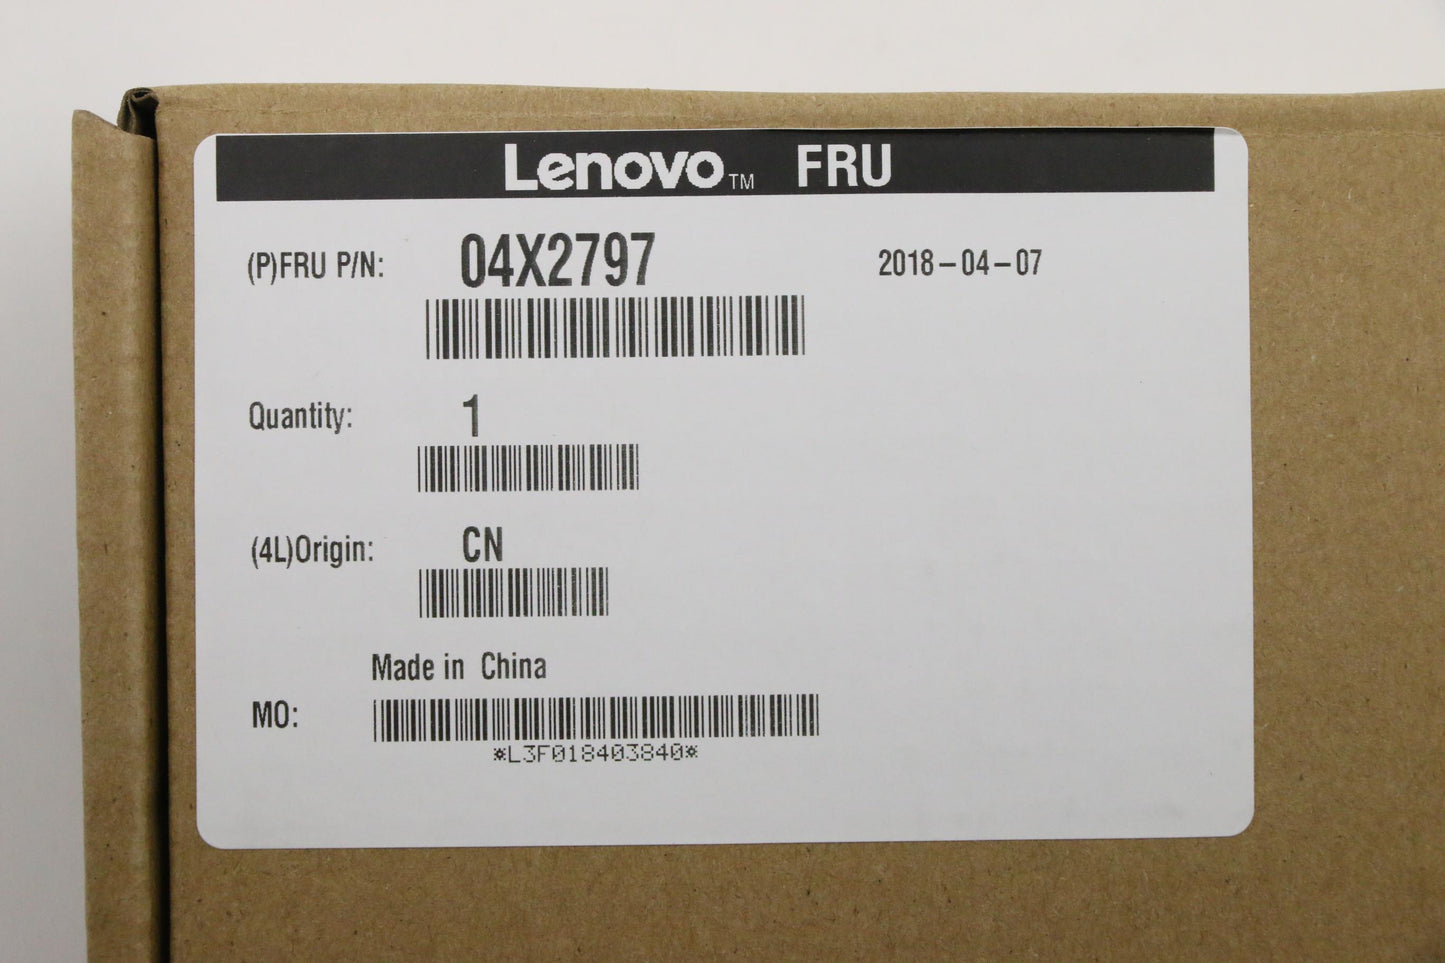 Lenovo™ FRU
(P)FRU P/N: 04X2797 2018-04-07
Quantity: 1
(4L)Origin: CN
Made in China
MO:
*L3F018403840*